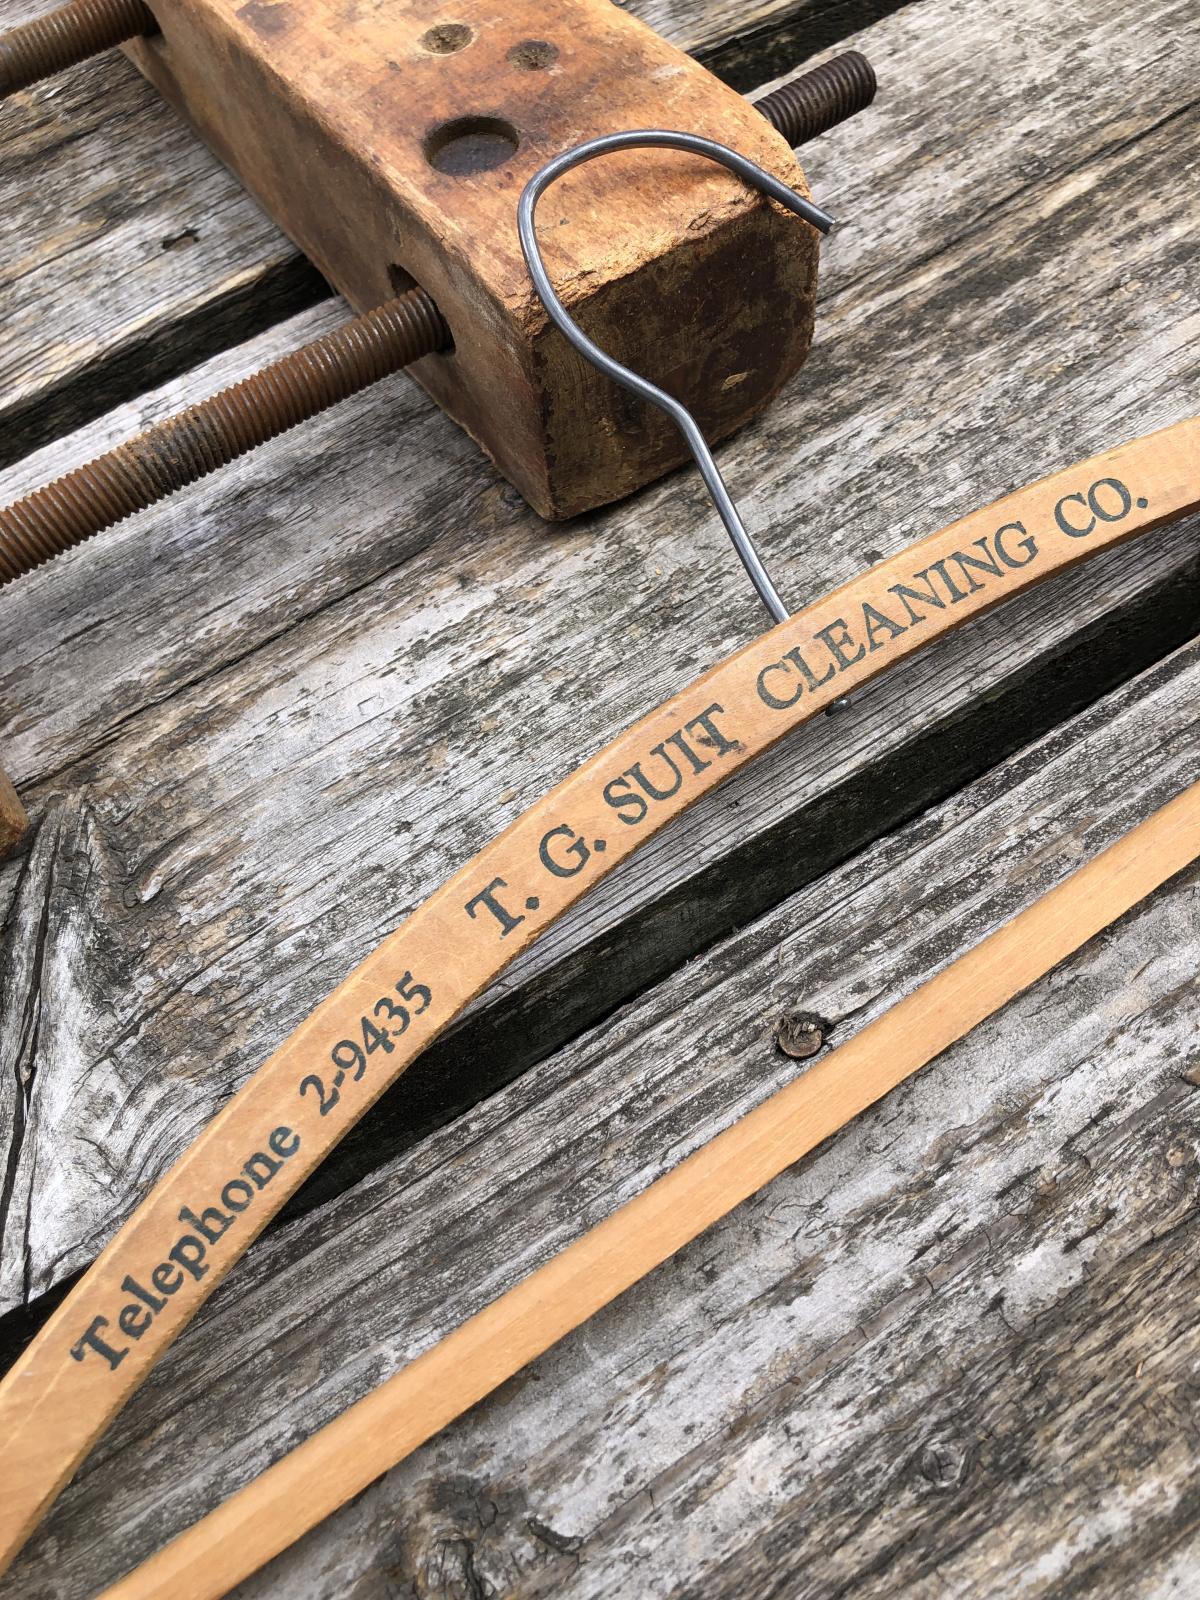 Telephone 2-9435 T. G. SUIT CLEANING CO.